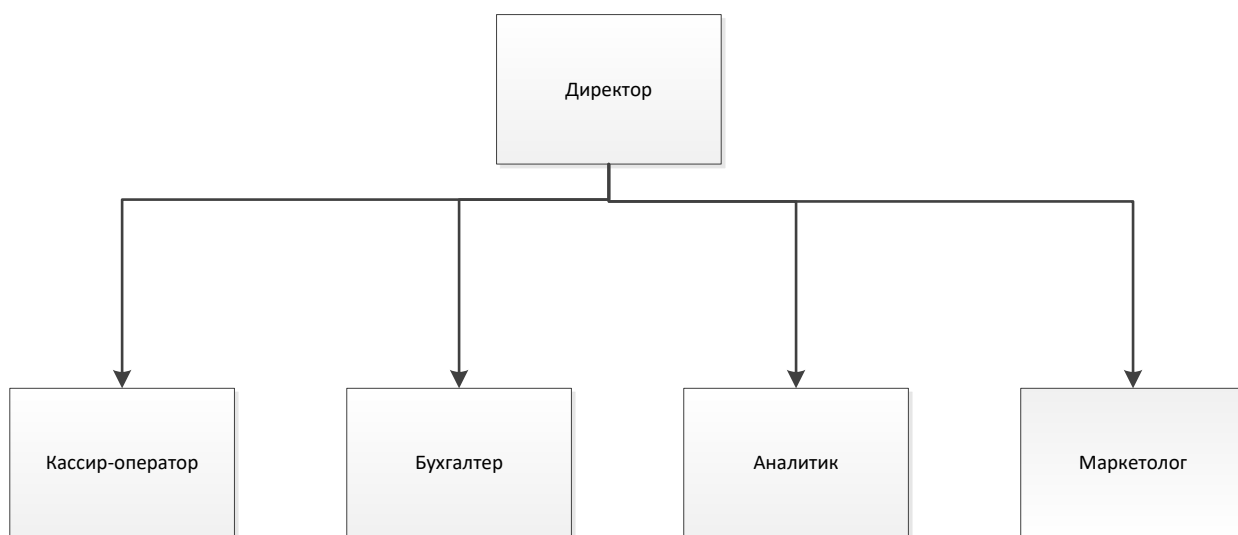 Директор
Кассир-оператор
Бухгалтер
Аналитик
Маркетолог